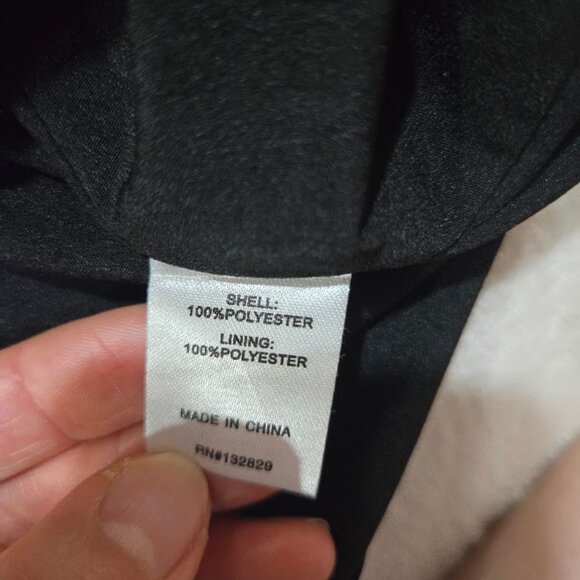 SHELL:
100%POLYESTER
LINING:
100%POLYESTER
MADE IN CHINA
RN#132829